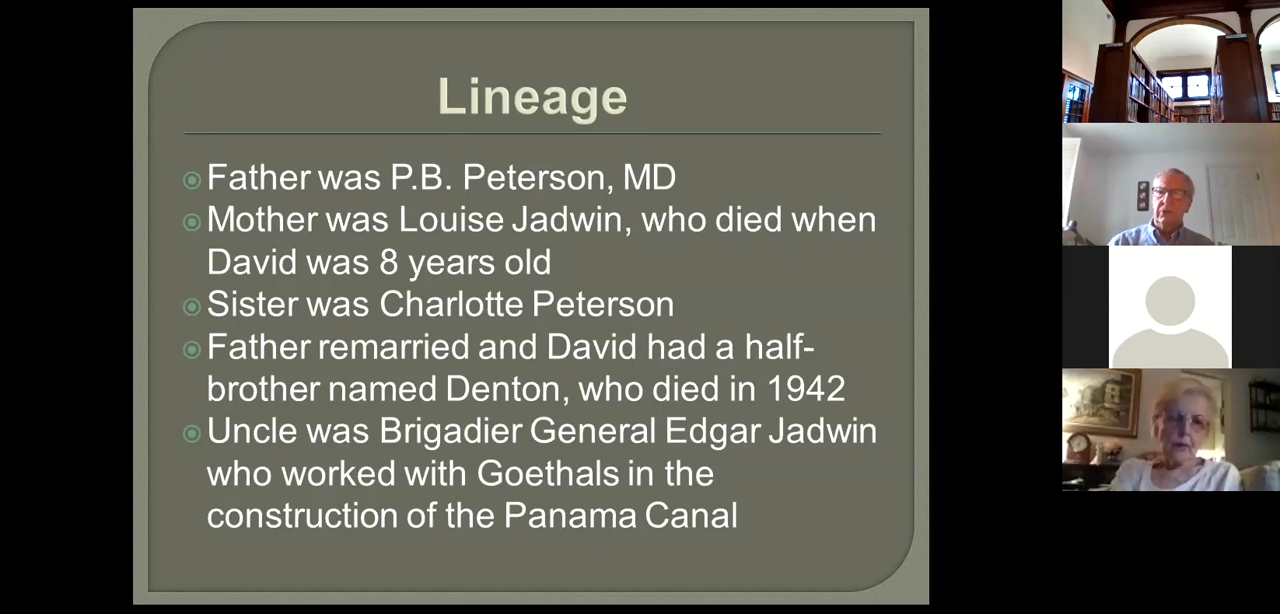 Lineage
Father was P.B. Peterson, MD
Mother was Louise Jadwin, who died when
David was 8 years old
Sister was Charlotte Peterson
Father remarried and David had a half-
brother named Denton, who died in 1942
Uncle was Brigadier General Edgar Jadwin
who worked with Goethals in the
construction of the Panama Canal